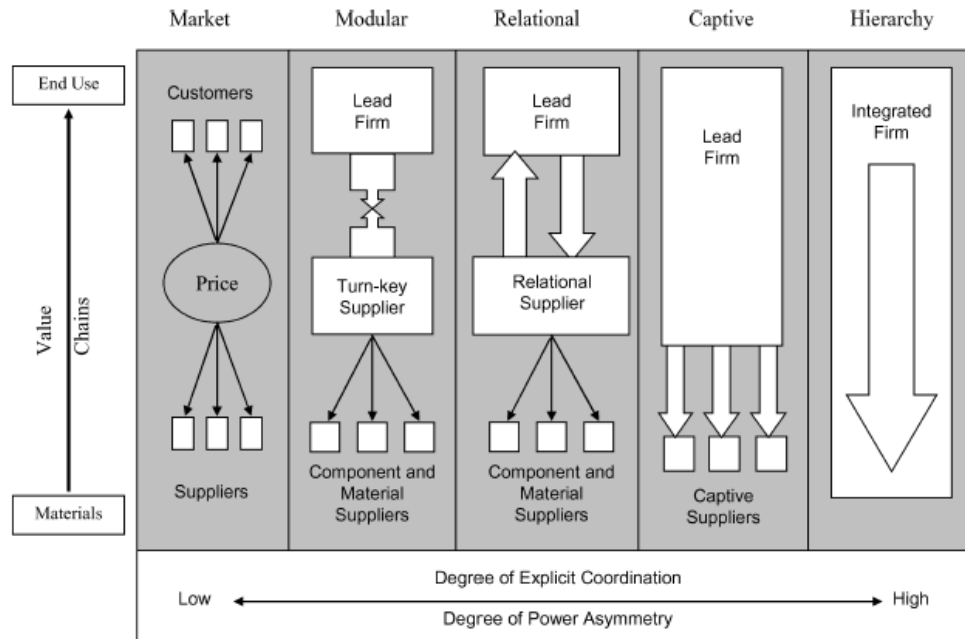 Market
Modular
Relational
Captive
Hierarchy
End Use
Value
Chains
Materials
Customers
Price
Suppliers
Lead
Firm
Turn-key
Supplier
Component and
Material
Suppliers
Lead
Firm
Relational
Supplier
Component and
Material
Suppliers
Lead
Firm
Captive
Suppliers
Integrated
Firm
Degree of Explicit Coordination
Low
High
Degree of Power Asymmetry